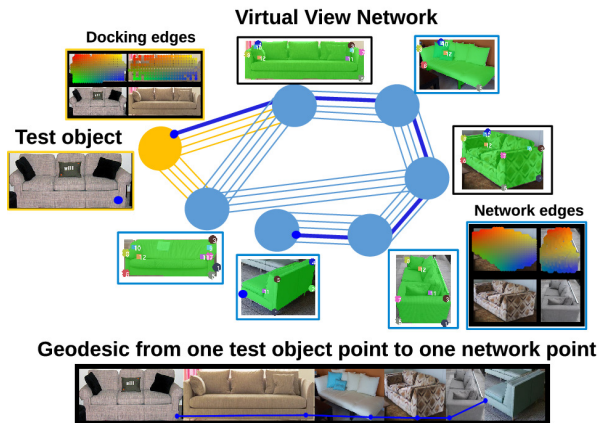 Virtual View Network
Docking edges
Test object
Network edges
Geodesic from one test object point to one network point